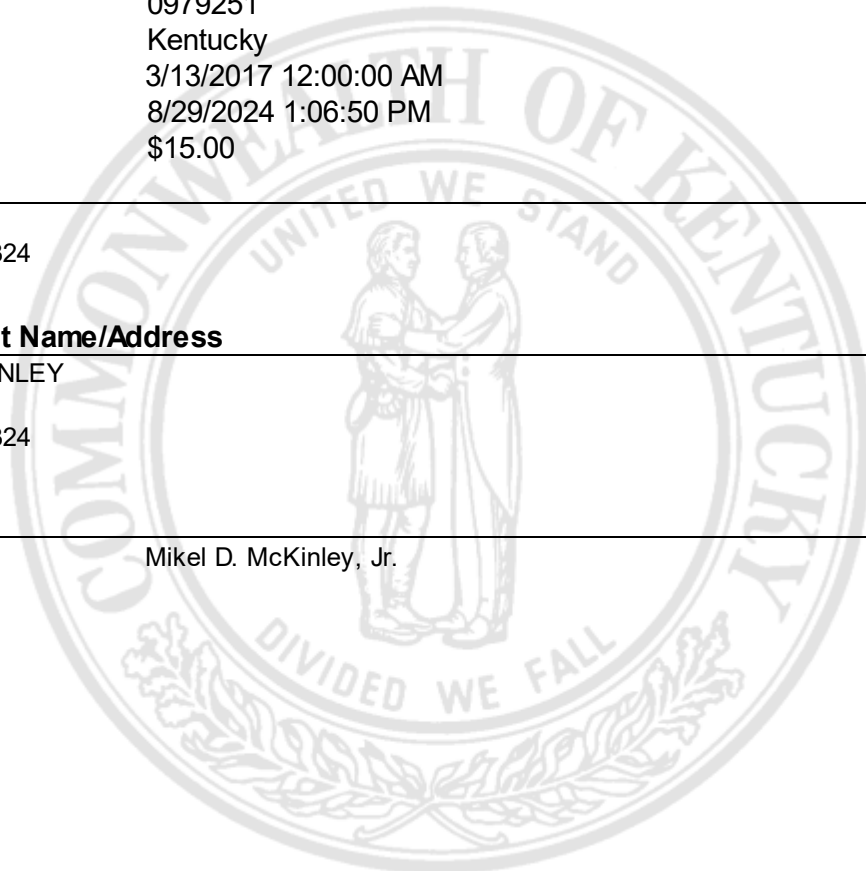 0979251
Kentucky
3/13/2017 12:00:00 AM
8/29/2024 1:06:50 PM
$15.00
324
t Name/Address
NLEY
324
Mikel D. McKinley, Jr.
COMMONWEALTH OF KENTUCKY
UNITED WE STAND
DIVIDED WE FALL